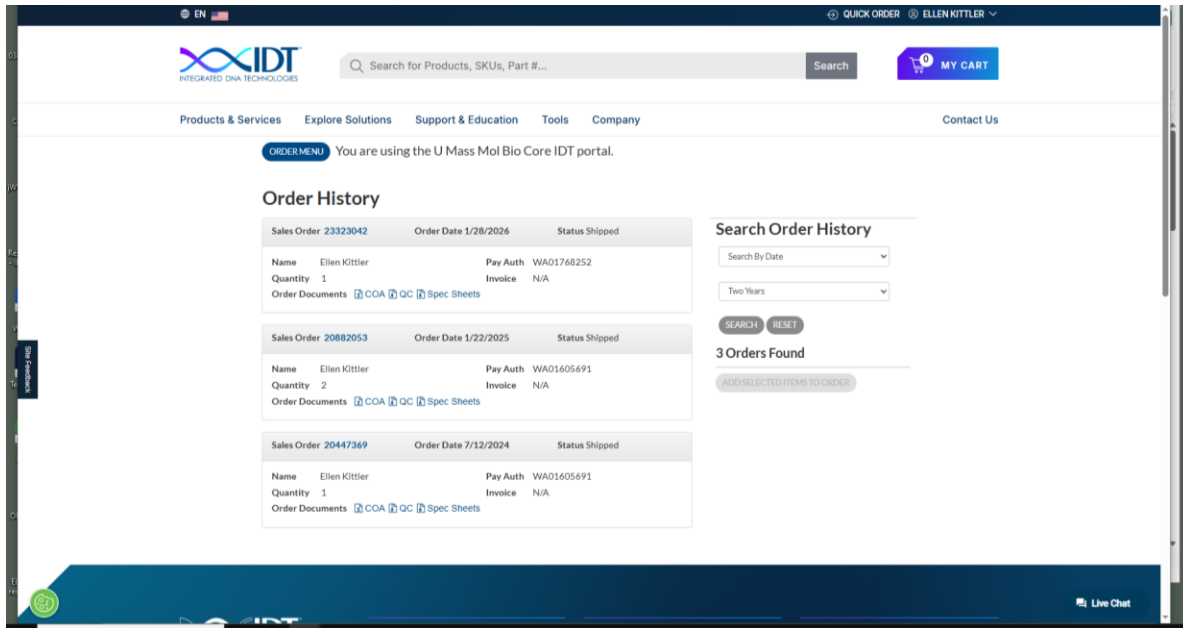 EN
QUICK ORDER ELLEN KITTLER
IDT
INTEGRATED DNA TECHNOLOGIES
Search for Products, SKUs, Part #...
Search
0 MY CART
Products & Services Explore Solutions Support & Education Tools Company Contact Us
ORDER MENU You are using the U Mass Mol Bio Core IDT portal.
Order History
Sales Order 23323042 Order Date 1/28/2026 Status Shipped
Name Ellen Kittler Pay Auth WA01768252
Quantity 1 Invoice N/A
Order Documents COA QC Spec Sheets
Sales Order 20882053 Order Date 1/22/2025 Status Shipped
Name Ellen Kittler Pay Auth WA01605691
Quantity 2 Invoice N/A
Order Documents COA QC Spec Sheets
Sales Order 20447369 Order Date 7/12/2024 Status Shipped
Name Ellen Kittler Pay Auth WA01605691
Quantity 1 Invoice N/A
Order Documents COA QC Spec Sheets
Search Order History
Search By Date
Two Years
SEARCH RESET
3 Orders Found
ADD SELECTED ITEMS TO ORDER
Site Feedback
Live Chat
IDT